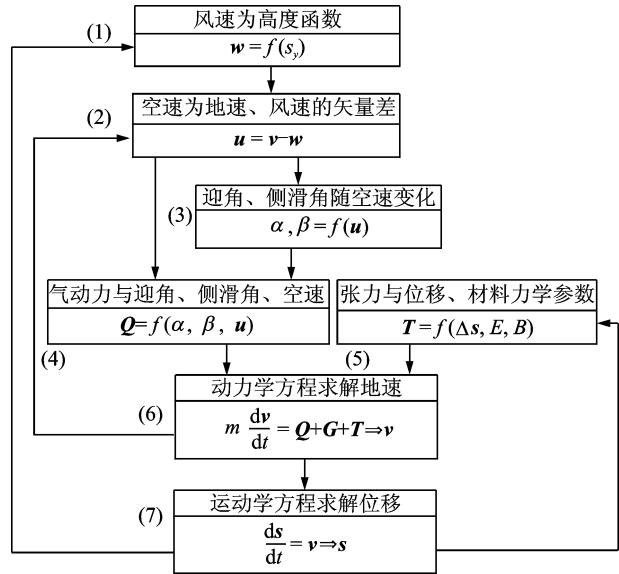 (1)
风速为高度函数
w=f(s_y)
(2)
空速为地速、风速的矢量差
u=v-w
(3)
迎角、侧滑角随空速变化
α,β=f(u)
气动力与迎角、侧滑角、空速
Q=f(α, β, u)
(4)
张力与位移、材料力学参数
T=f(Δs, E, B)
(5)
(6)
动力学方程求解地速
m dv/dt = Q+G+T⇒v
(7)
运动学方程求解位移
ds/dt = v⇒s